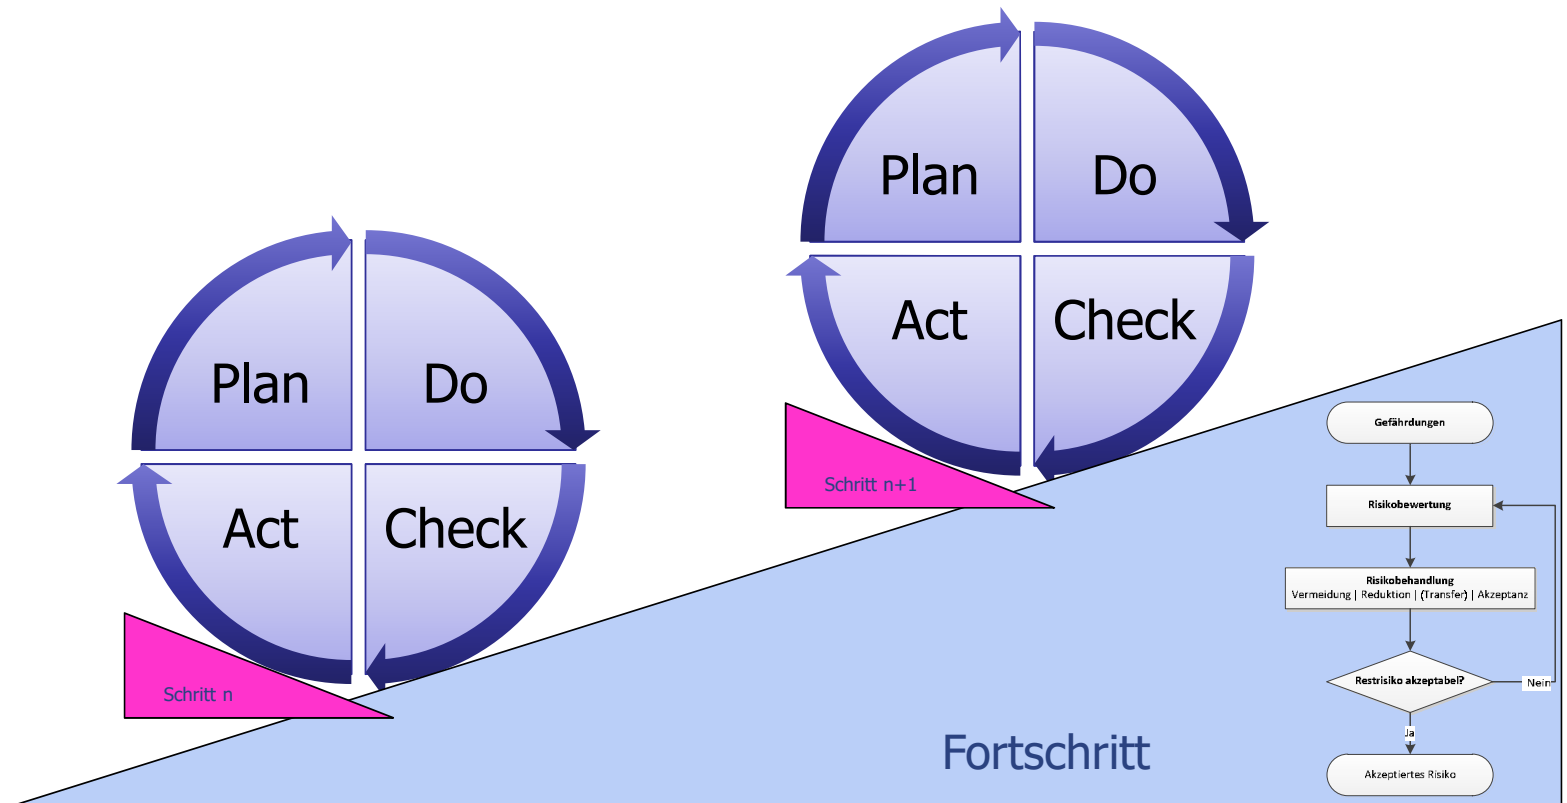 Plan
Do
Act
Check
Schritt n
Plan
Do
Act
Check
Schritt n+1
Fortschritt
Gefährdungen
Risikobewertung
Risikobehandlung
Vermeidung | Reduktion | (Transfer) | Akzeptanz
Restrisiko akzeptabel?
Nein
Ja
Akzeptiertes Risiko